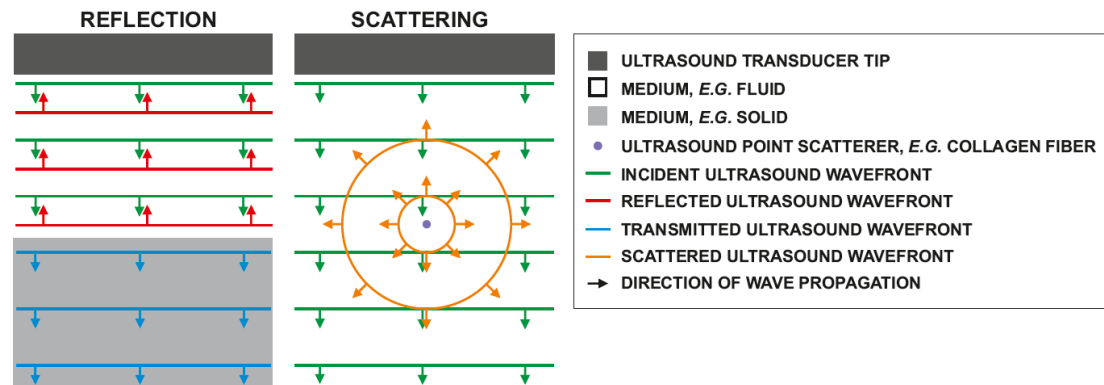 REFLECTION
SCATTERING
ULTRASOUND TRANSDUCER TIP
MEDIUM, E.G. FLUID
MEDIUM, E.G. SOLID
ULTRASOUND POINT SCATTERER, E.G. COLLAGEN FIBER
INCIDENT ULTRASOUND WAVEFRONT
REFLECTED ULTRASOUND WAVEFRONT
TRANSMITTED ULTRASOUND WAVEFRONT
SCATTERED ULTRASOUND WAVEFRONT
DIRECTION OF WAVE PROPAGATION